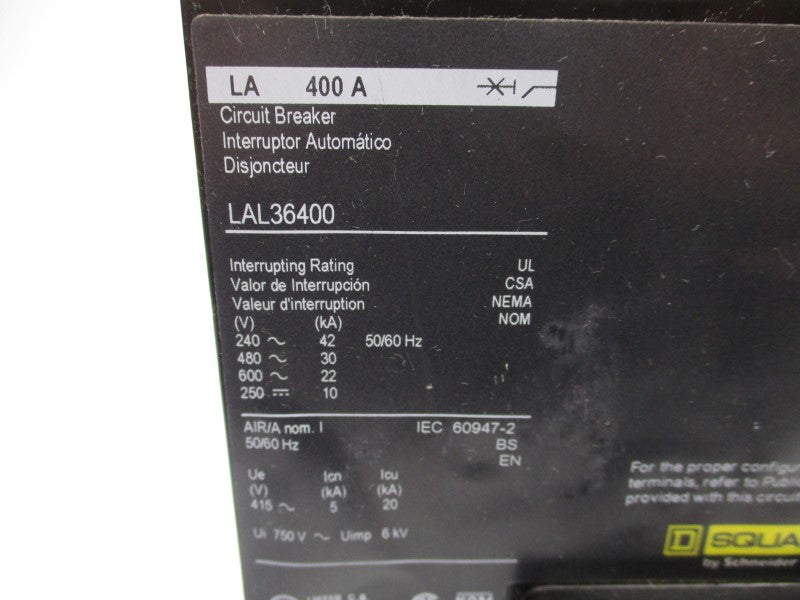 LA 400 A
Circuit Breaker
Interruptor Automático
Disjoncteur
LAL36400
Interrupting Rating UL
Valor de Interrupción CSA
Valeur d'interruption NEMA
(V) (kA) NOM
240 ~ 42 50/60 Hz
480 ~ 30
600 ~ 22
250 ⎓ 10
AIR/A nom. I IEC 60947-2
50/60 Hz BS
EN
Ue Icn Icu
(V) (kA) (kA)
415 ~ 5 20
Ui 750 V ~ Uimp 6 kV
For the proper configu
terminals, refer to Public
provided with this circuit
D SQUA
by Schneider